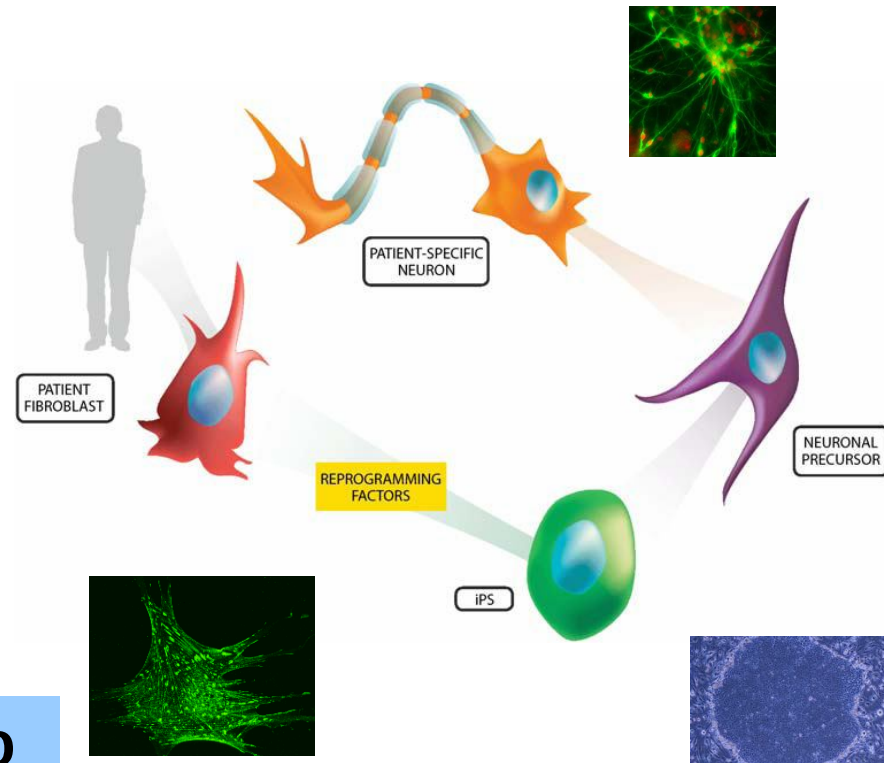 PATIENT-SPECIFIC
NEURON
PATIENT
FIBROBLAST
NEURONAL
PRECURSOR
REPROGRAMMING
FACTORS
iPS